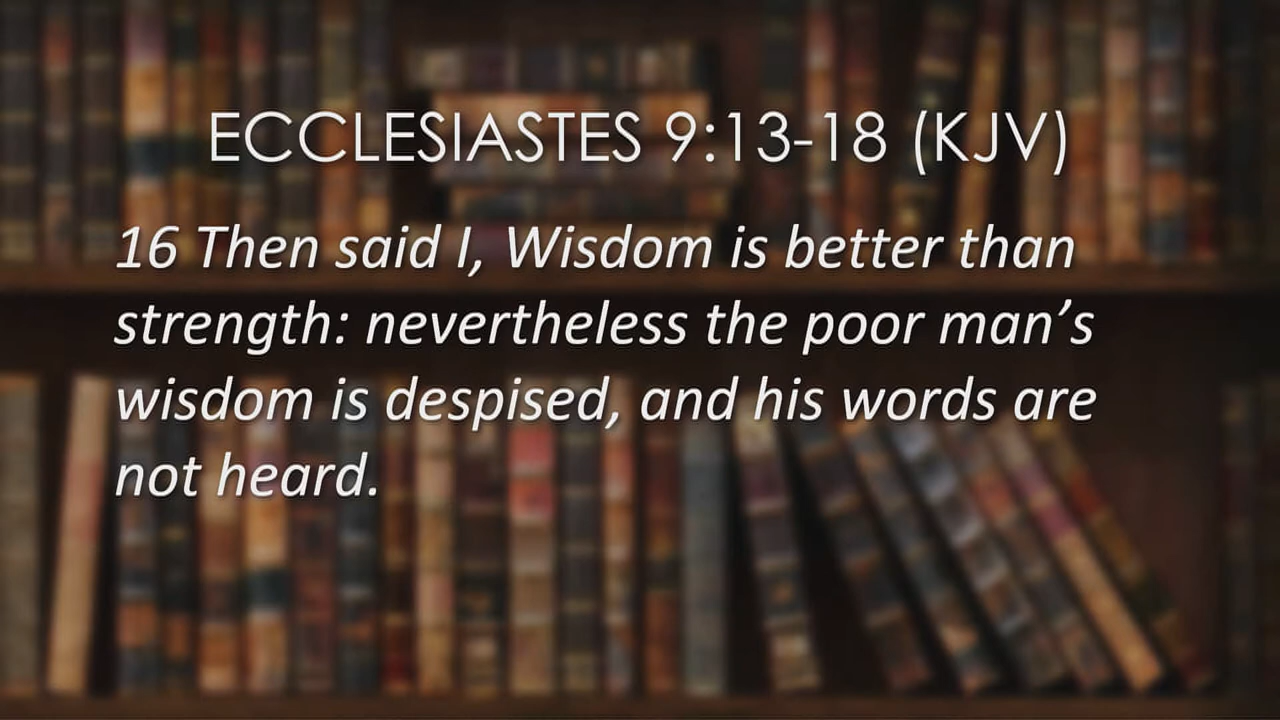 ECCLESIASTES 9:13-18 (KJV)
16 Then said I, Wisdom is better than
strength: nevertheless the poor man’s
wisdom is despised, and his words are
not heard.